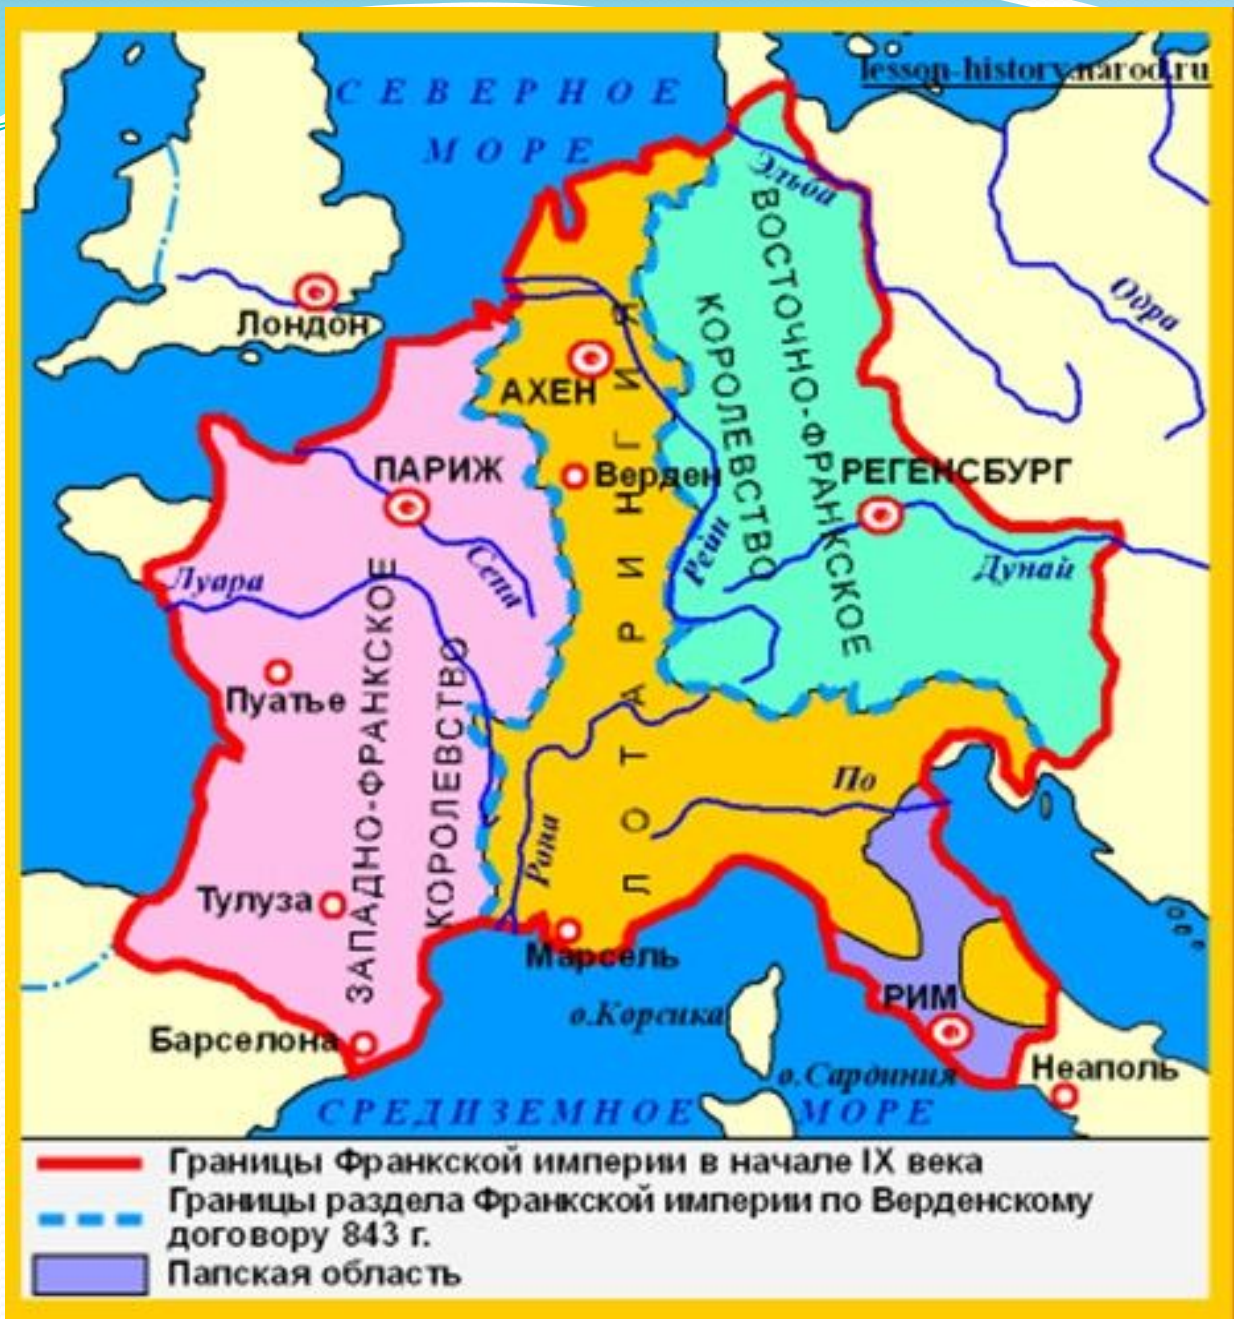 lesson-history.narod.ru
СЕВЕРНОЕ
МОРЕ
Эльба
ВОСТОЧНО-ФРАНКСКОЕ
КОРОЛЕВСТВО
Одра
Лондон
АХЕН
ЛОТАРИНГИЯ
ПАРИЖ
Верден
РЕГЕНСБУРГ
Рейн
Сена
Луара
Дунай
ЗАПАДНО-ФРАНКСКОЕ
КОРОЛЕВСТВО
Пуатье
По
Рона
Тулуза
Марсель
РИМ
о.Корсика
Барселона
Неаполь
о.Сардиния
СРЕДИЗЕМНОЕ МОРЕ
Границы Франкской империи в начале IX века
Границы раздела Франкской империи по Верденскому
договору 843 г.
Папская область